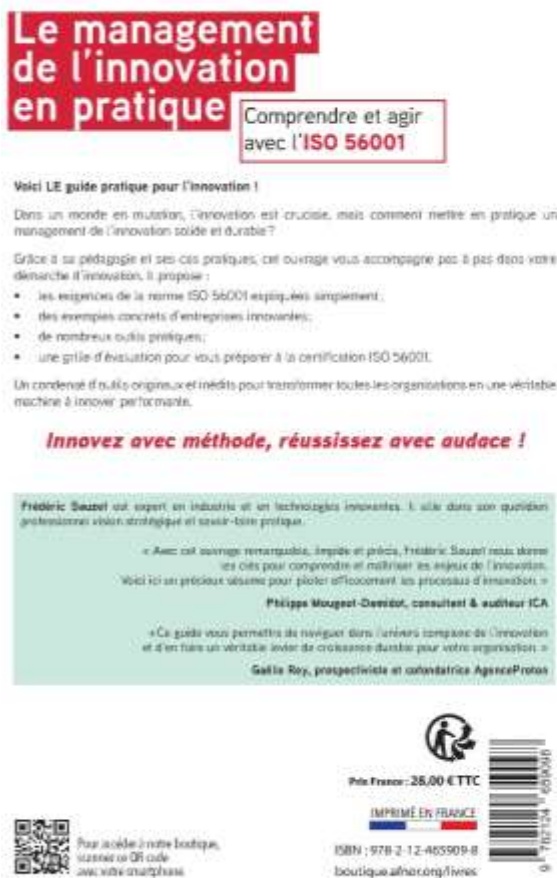 Le management
de l'innovation
en pratique
Comprendre et agir
avec l'ISO 56001
Voici LE guide pratique pour l'innovation !
Dans un monde en mutation, l'innovation est cruciale, mais comment mettre en pratique un
management de l'innovation solide et durable ?
Grâce à sa pédagogie et ses cas pratiques, cet ouvrage vous accompagne pas à pas dans votre
démarche d'innovation. Il propose :
• les exigences de la norme ISO 56001 expliquées simplement ;
• des exemples concrets d'entreprises innovantes ;
• de nombreux outils pratiques ;
• une grille d'évaluation pour vous préparer à la certification ISO 56001.
Un condensé d'outils originaux et inédits pour transformer toutes les organisations en une véritable
machine à innover performante.
Innovez avec méthode, réussissez avec audace !
Frédéric Sauzet est expert en industrie et en technologies innovantes. Il allie dans son quotidien
professionnel vision stratégique et savoir-faire pratique.
« Avec cet ouvrage remarquable, limpide et précis, Frédéric Sauzet nous donne
les clés pour comprendre et maîtriser les enjeux de l'innovation.
Voici ici un précieux sésame pour piloter efficacement les processus d'innovation. »
Philippe Mougeot-Demidot, consultant & auditeur ICA
« Ce guide vous permettra de naviguer dans l'univers complexe de l'innovation
et d'en faire un véritable levier de croissance durable pour votre organisation. »
Gaëlle Rey, prospectiviste et cofondatrice AgenceProton
Prix France : 28,00 € TTC
IMPRIMÉ EN FRANCE
Pour accéder à notre boutique,
scannez ce QR code
avec votre smartphone
ISBN : 978-2-12-465909-8
boutique.afnor.org/livres
9 782124 659098